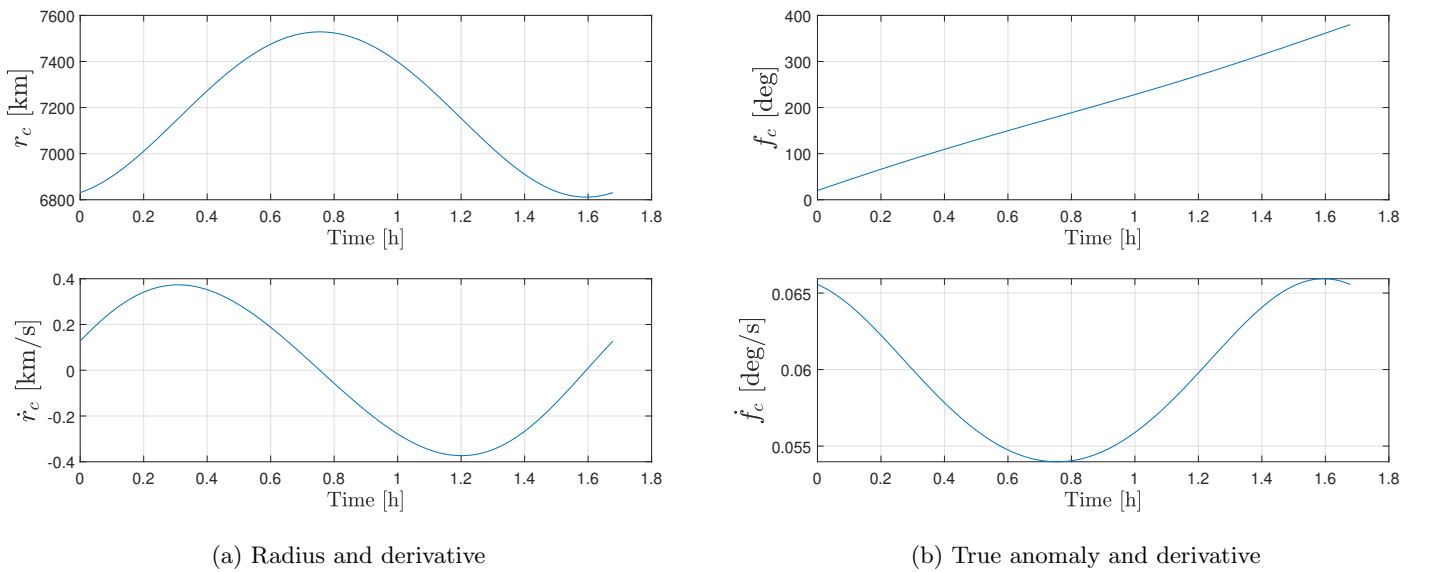 7600
7400
7200
7000
6800
r_c [km]
0 0.2 0.4 0.6 0.8 1 1.2 1.4 1.6 1.8
Time [h]
0.4
0.2
0
-0.2
-0.4
ṙ_c [km/s]
0 0.2 0.4 0.6 0.8 1 1.2 1.4 1.6 1.8
Time [h]
(a) Radius and derivative
400
300
200
100
0
f_c [deg]
0 0.2 0.4 0.6 0.8 1 1.2 1.4 1.6 1.8
Time [h]
0.065
0.06
0.055
ḟ_c [deg/s]
0 0.2 0.4 0.6 0.8 1 1.2 1.4 1.6 1.8
Time [h]
(b) True anomaly and derivative